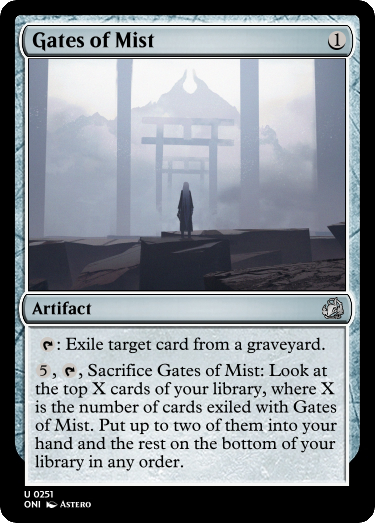 Gates of Mist 1
Artifact
: Exile target card from a graveyard.
5, , Sacrifice Gates of Mist: Look at
the top X cards of your library, where X
is the number of cards exiled with Gates
of Mist. Put up to two of them into your
hand and the rest on the bottom of your
library in any order.
U 0251
ONI ASTERO